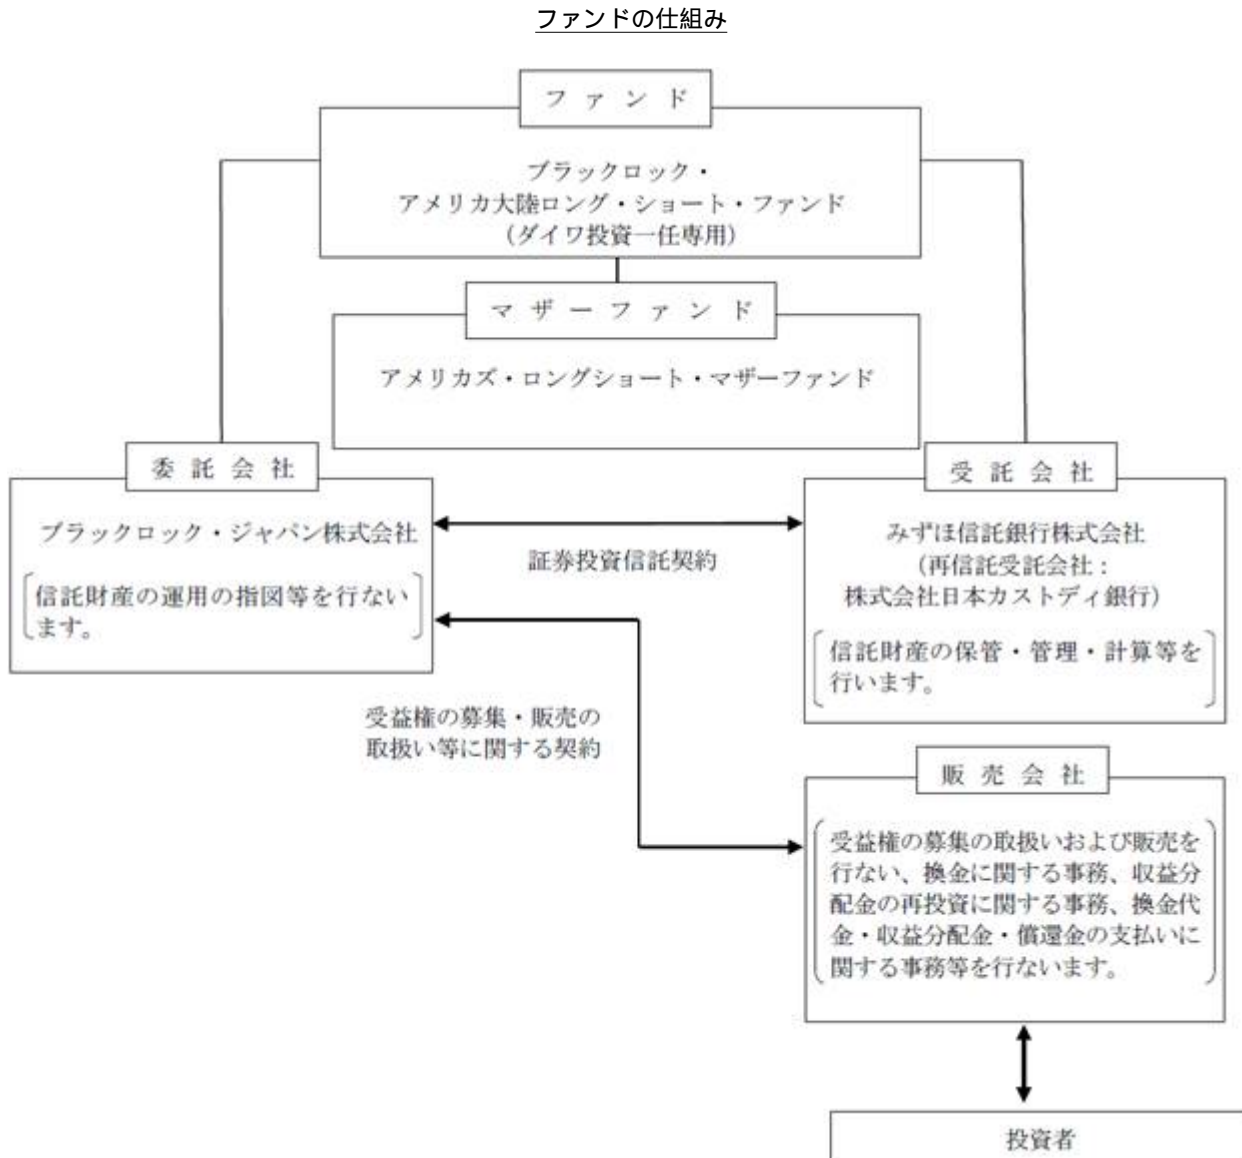 ファンドの仕組み
ファンド
ブラックロック・
アメリカ大陸ロング・ショート・ファンド
（ダイワ投資一任専用）
マザーファンド
アメリカズ・ロングショート・マザーファンド
委託会社
ブラックロック・ジャパン株式会社
信託財産の運用の指図等を行ない
ます。
証券投資信託契約
受託会社
みずほ信託銀行株式会社
（再信託受託会社：
株式会社日本カストディ銀行）
信託財産の保管・管理・計算等を
行います。
受益権の募集・販売の
取扱い等に関する契約
販売会社
受益権の募集の取扱いおよび販売を
行ない、換金に関する事務、収益分
配金の再投資に関する事務、換金代
金・収益分配金・償還金の支払いに
関する事務等を行ないます。
投資者